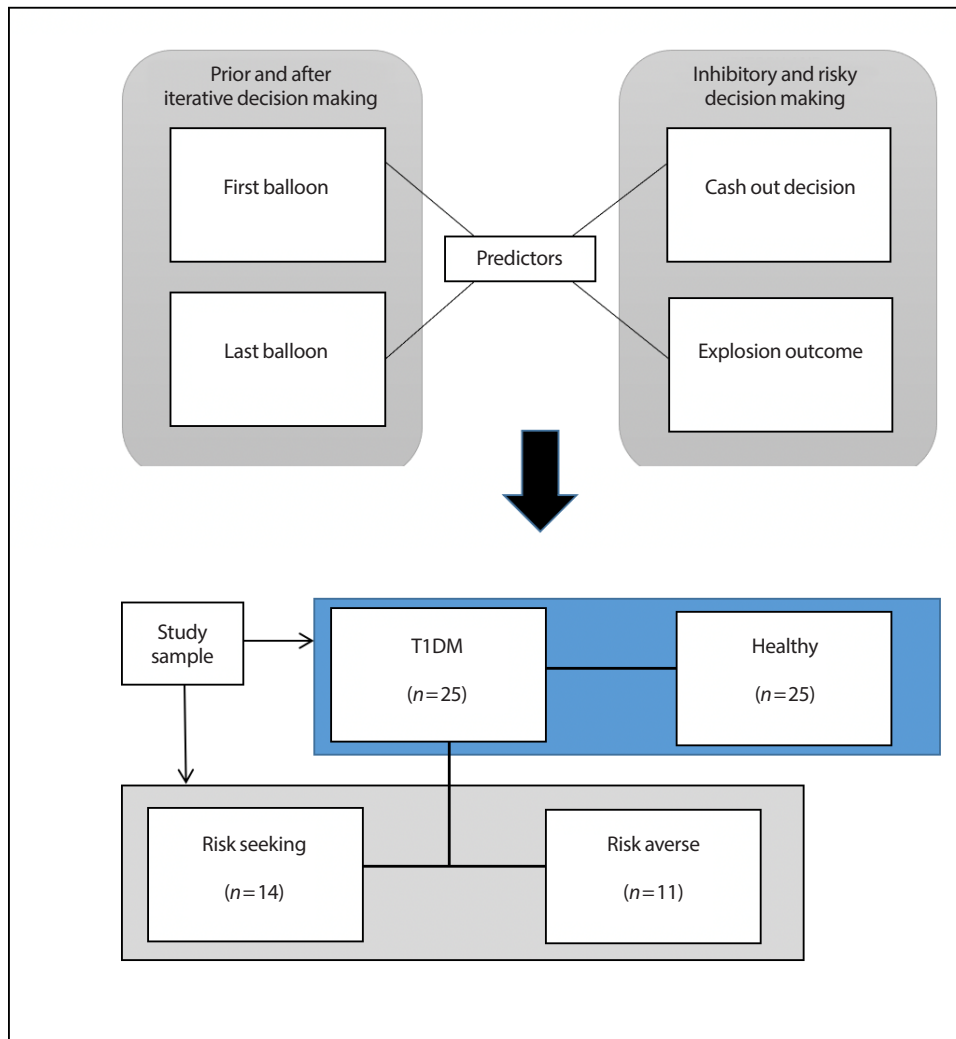 Prior and after
iterative decision making
First balloon
Last balloon
Predictors
Inhibitory and risky
decision making
Cash out decision
Explosion outcome
Study
sample
T1DM
(n=25)
Healthy
(n=25)
Risk seeking
(n=14)
Risk averse
(n=11)